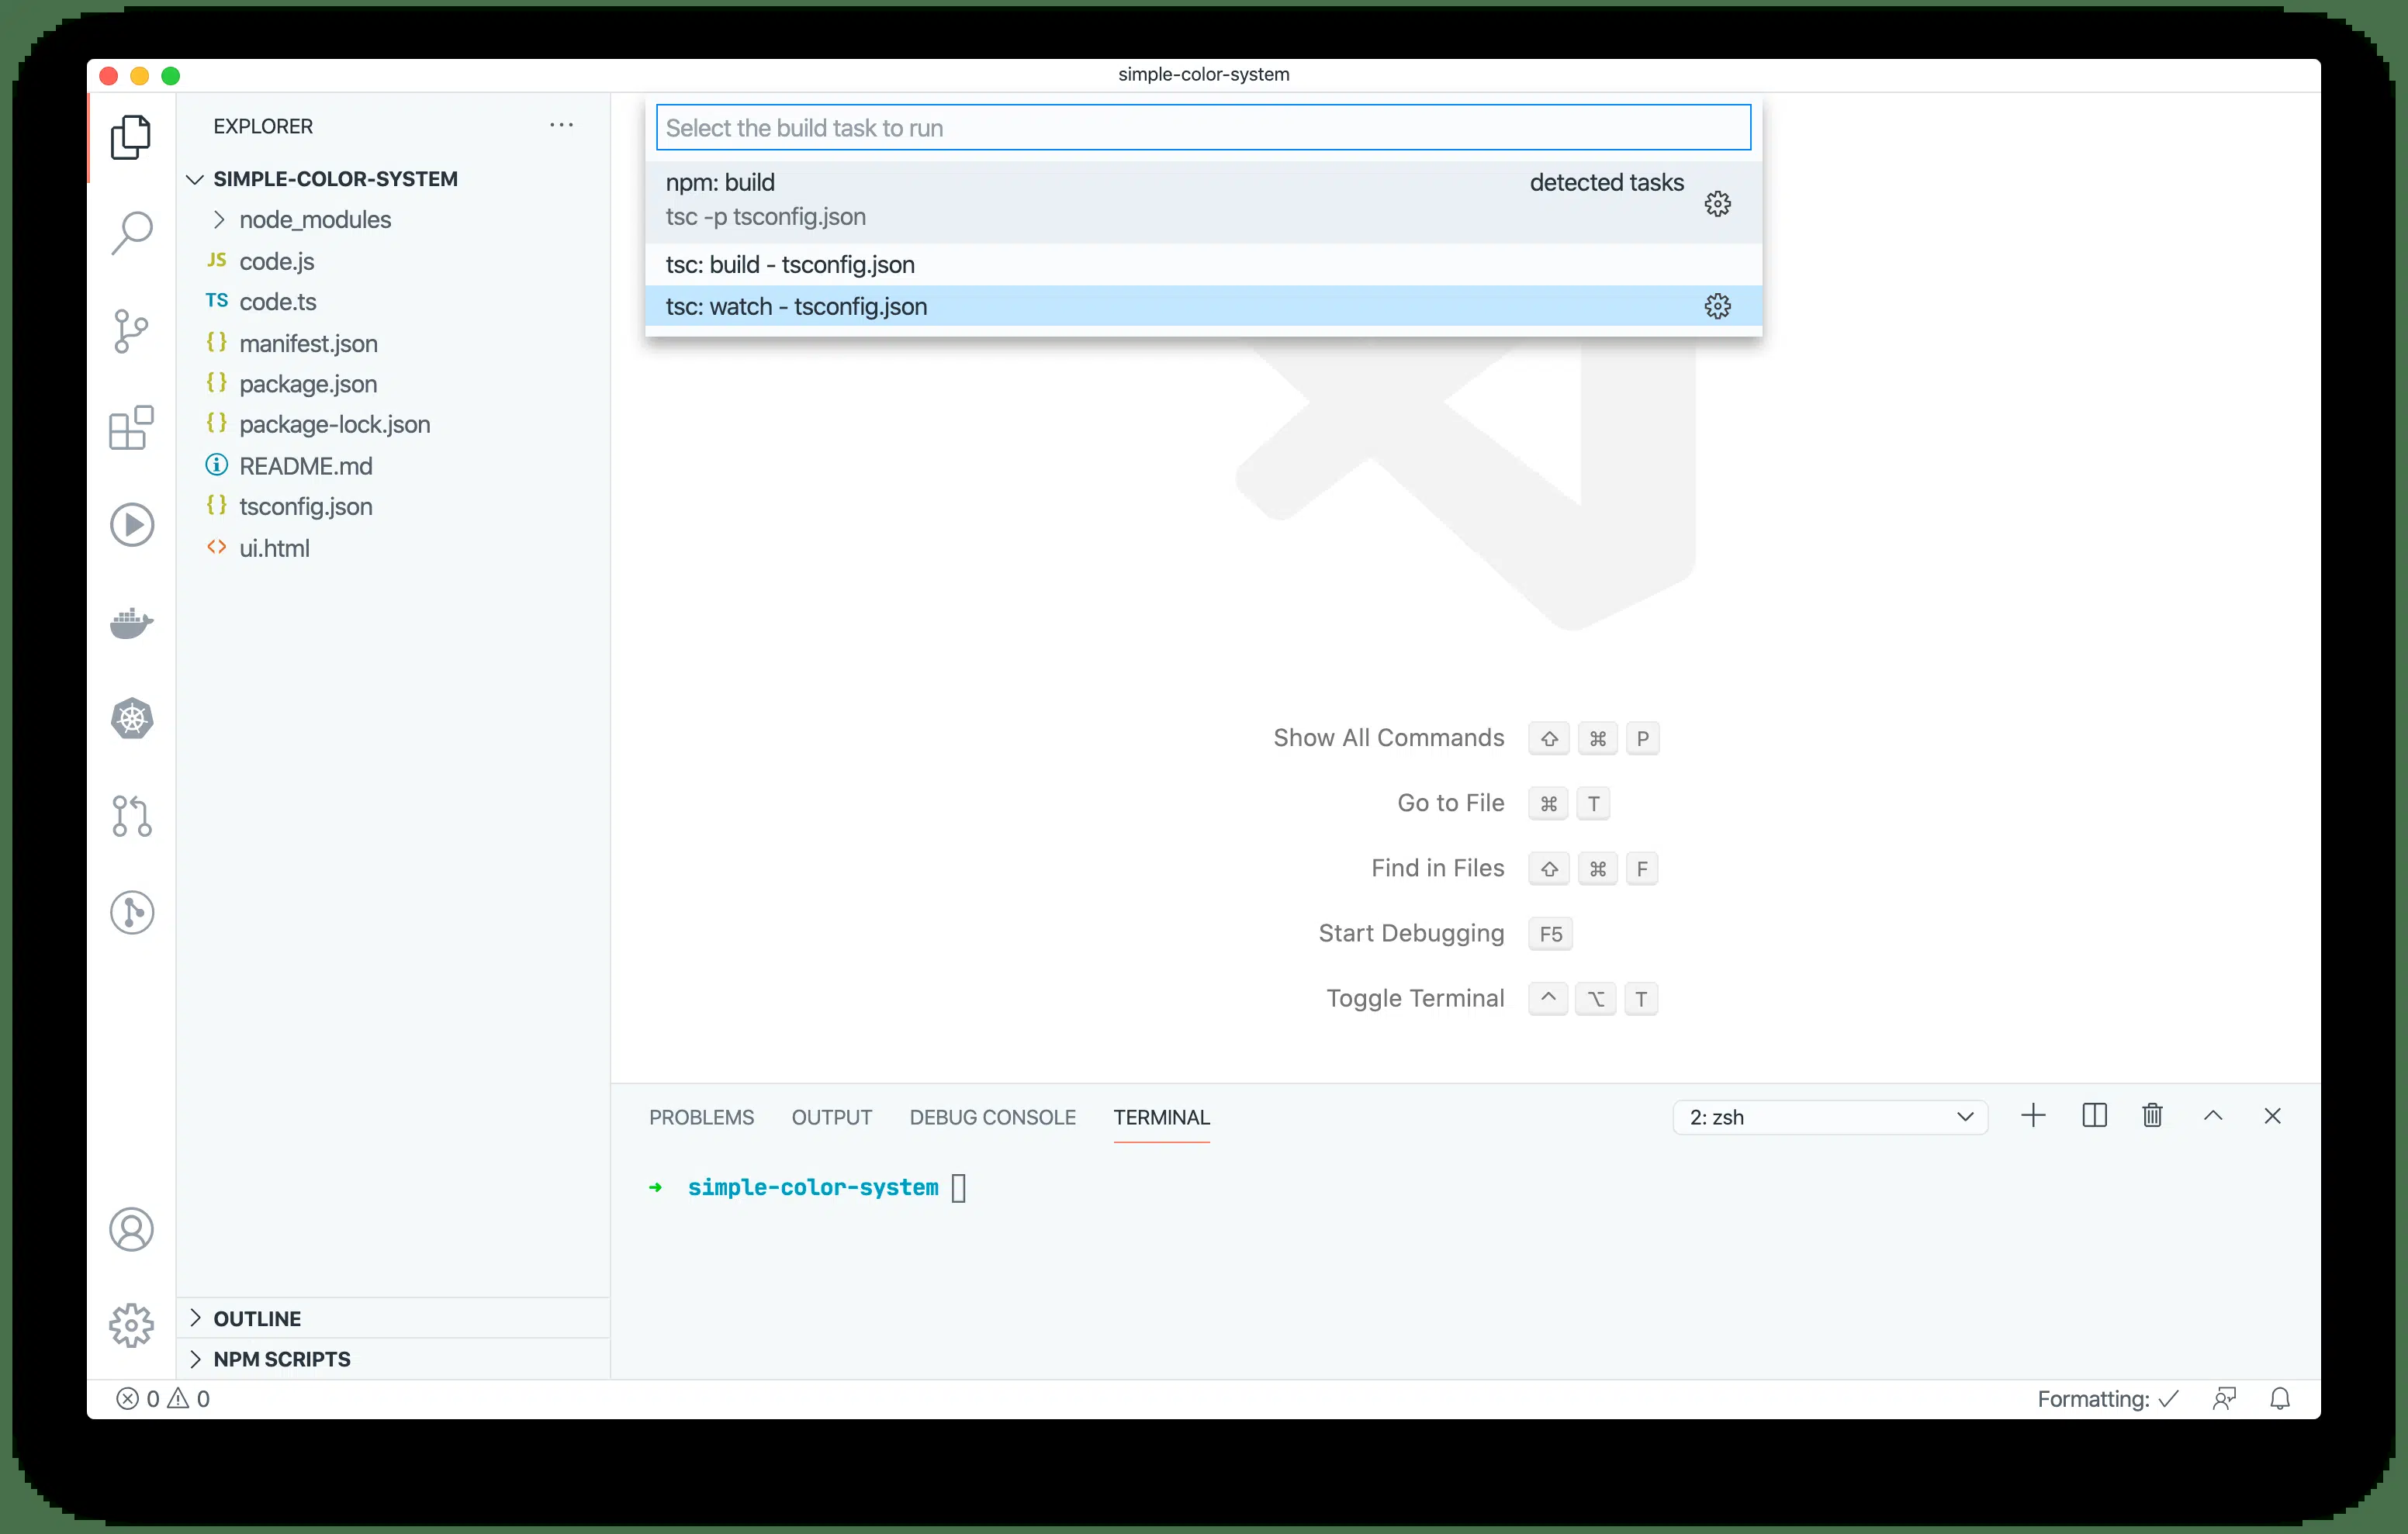 simple-color-system
EXPLORER
SIMPLE-COLOR-SYSTEM
node_modules
JS code.js
TS code.ts
{} manifest.json
{} package.json
{} package-lock.json
README.md
{} tsconfig.json
<> ui.html
OUTLINE
NPM SCRIPTS
Select the build task to run
npm: build detected tasks
tsc -p tsconfig.json
tsc: build - tsconfig.json
tsc: watch - tsconfig.json
Show All Commands ⇧ ⌘ P
Go to File ⌘ T
Find in Files ⇧ ⌘ F
Start Debugging F5
Toggle Terminal ^ ⌥ T
PROBLEMS OUTPUT DEBUG CONSOLE TERMINAL 2: zsh
→ simple-color-system
0 0 Formatting: ✓